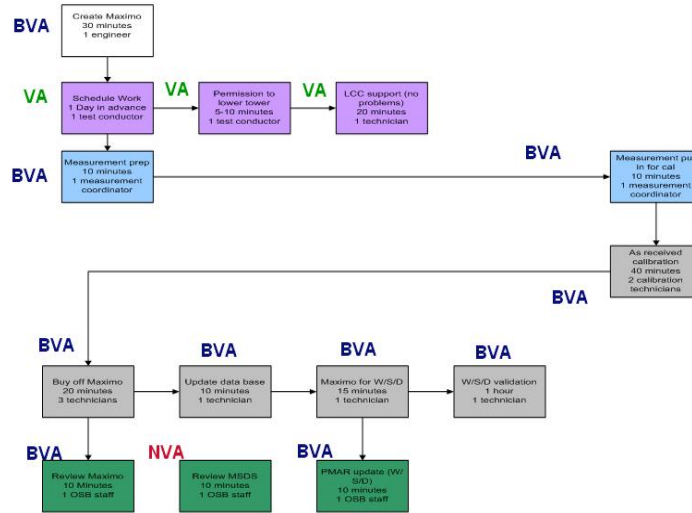 BVA
Create Maximo
30 minutes
1 engineer
VA
Schedule Work
1 Day in advance
1 test conductor
VA
Permission to
lower tower
5-10 minutes
1 test conductor
VA
LCC support (no
problems)
20 minutes
1 technician
BVA
Measurement prep
10 minutes
1 measurement
coordinator
BVA
Measurement pu
in for cal
10 minutes
1 measurement
coordinator
As received
calibration
40 minutes
2 calibration
technicians
BVA
BVA
Buy off Maximo
20 minutes
3 technicians
BVA
Update data base
10 minutes
1 technician
BVA
Maximo for W/S/D
15 minutes
1 technician
BVA
W/S/D validation
1 hour
1 technician
BVA
Review Maximo
10 Minutes
1 OSB staff
NVA
Review MSDS
10 minutes
1 OSB staff
BVA
PMAR update (W/
S/D)
10 minutes
1 OSB staff